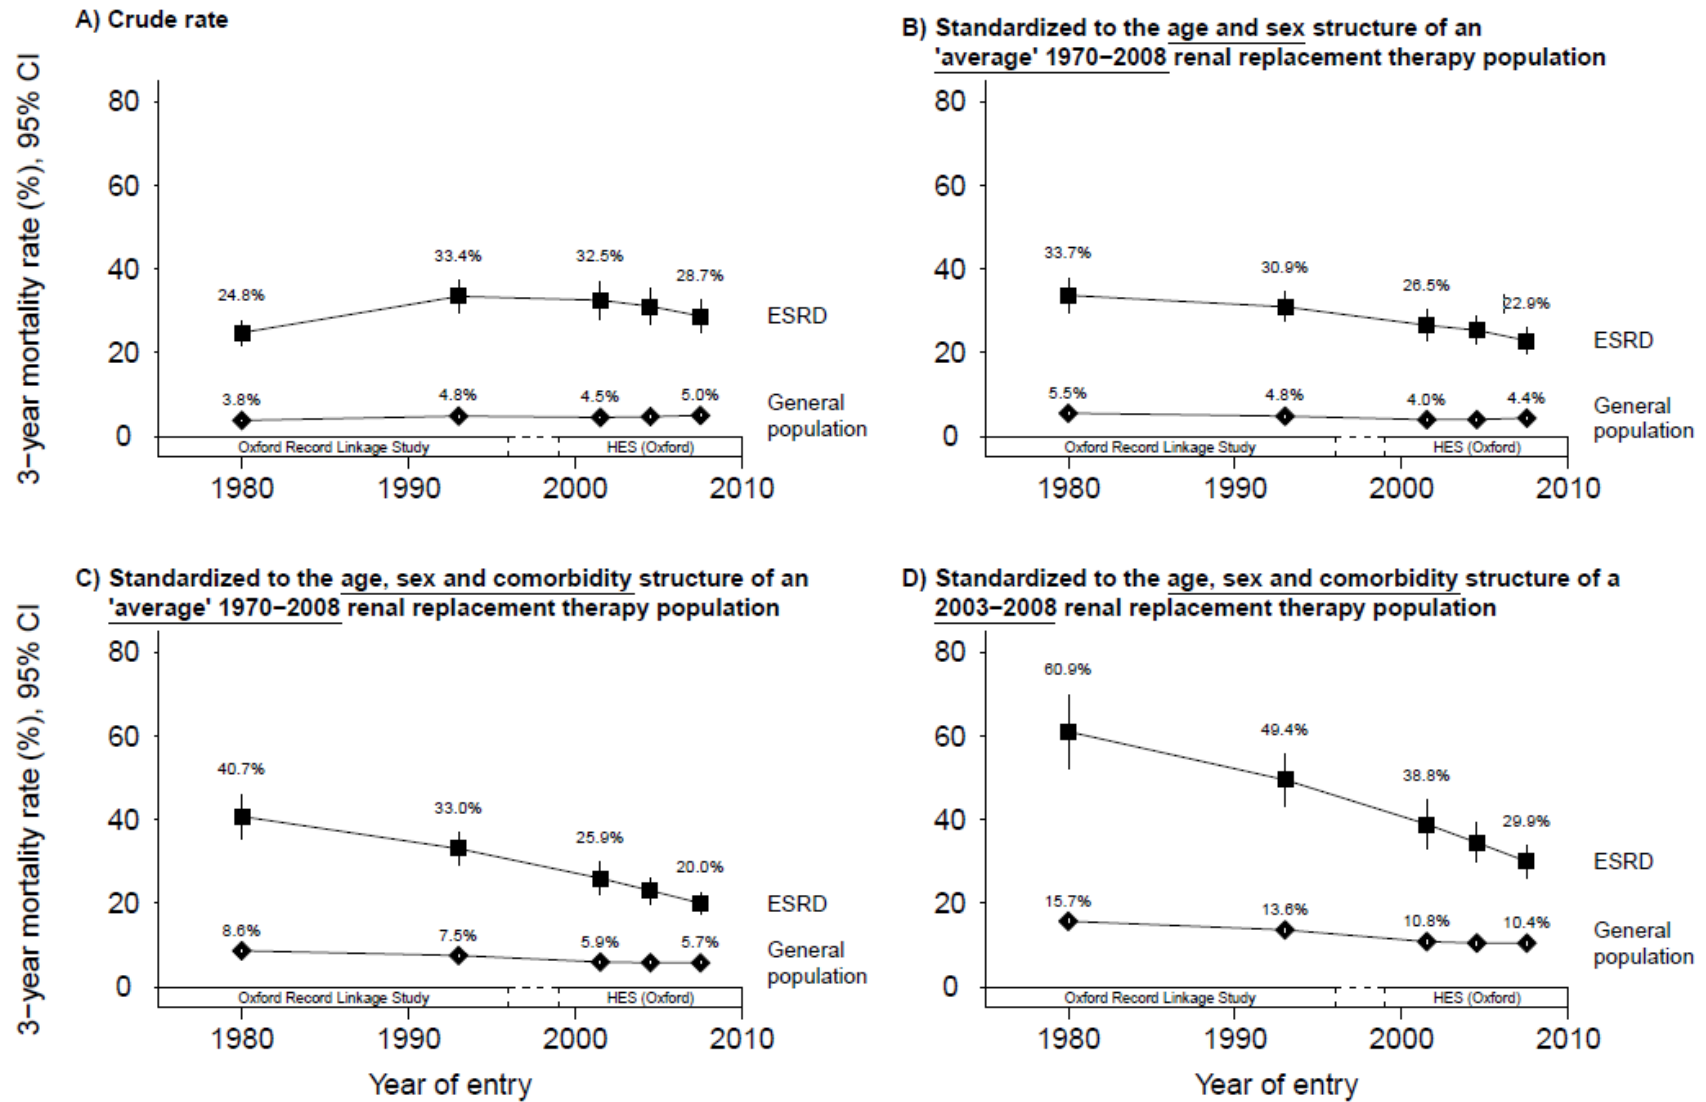 A) Crude rate
3−year mortality rate (%), 95% CI
80
60
40
20
0
24.8%
33.4%
32.5%
28.7%
ESRD
3.8%
4.8%
4.5%
5.0%
General
population
Oxford Record Linkage Study
HES (Oxford)
1980
1990
2000
2010
B) Standardized to the age and sex structure of an
'average' 1970−2008 renal replacement therapy population
80
60
40
20
0
33.7%
30.9%
26.5%
22.9%
ESRD
5.5%
4.8%
4.0%
4.4%
General
population
Oxford Record Linkage Study
HES (Oxford)
1980
1990
2000
2010
C) Standardized to the age, sex and comorbidity structure of an
'average' 1970−2008 renal replacement therapy population
3−year mortality rate (%), 95% CI
80
60
40
20
0
40.7%
33.0%
25.9%
20.0%
ESRD
8.6%
7.5%
5.9%
5.7%
General
population
Oxford Record Linkage Study
HES (Oxford)
1980
1990
2000
2010
Year of entry
D) Standardized to the age, sex and comorbidity structure of a
2003−2008 renal replacement therapy population
80
60
40
20
0
60.9%
49.4%
38.8%
29.9%
ESRD
15.7%
13.6%
10.8%
10.4%
General
population
Oxford Record Linkage Study
HES (Oxford)
1980
1990
2000
2010
Year of entry